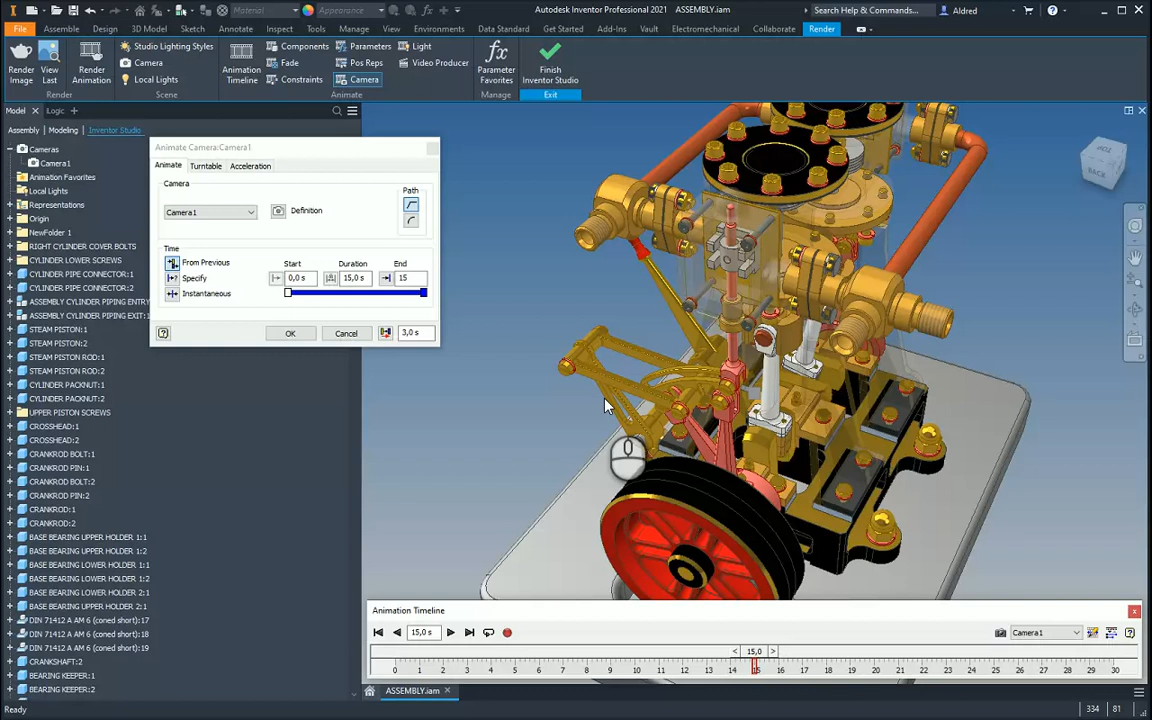 Material
Appearance
Autodesk Inventor Professional 2021 ASSEMBLY.iam
Search Help & Commands...
Aldred
File Assembly Design 3D Model Sketch Annotate Inspect Tools Manage View Environments Data Standard Get Started Add-Ins Vault Electromechanical Collaborate Render
Render Image
View Last
Render Animation
Studio Lighting Styles
Camera
Local Lights
Animation Timeline
Components
Fade
Constraints
Parameters
Pos Reps
Camera
Light
Video Producer
Parameter Favorites
Finish Inventor Studio
Render Scene Animate Manage Exit
Model Logic
Assembly Modeling Inventor Studio
Cameras
Camera1
Animation Favorites
Local Lights
Representations
Origin
NewFolder 1
RIGHT CYLINDER COVER BOLTS
CYLINDER LOWER SCREWS
CYLINDER PIPE CONNECTOR:1
CYLINDER PIPE CONNECTOR:2
ASSEMBLY CYLINDER PIPING ENTRY
ASSEMBLY CYLINDER PIPING EXIT:1
STEAM PISTON:1
STEAM PISTON:2
STEAM PISTON ROD:1
STEAM PISTON ROD:2
CYLINDER PACKNUT:1
CYLINDER PACKNUT:2
UPPER PISTON SCREWS
CROSSHEAD:1
CROSSHEAD:2
CRANKROD BOLT:1
CRANKROD PIN:1
CRANKROD BOLT:2
CRANKROD PIN:2
CRANKROD:1
CRANKROD:2
BASE BEARING UPPER HOLDER 1:1
BASE BEARING UPPER HOLDER 1:2
BASE BEARING LOWER HOLDER 1:1
BASE BEARING LOWER HOLDER 1:2
BASE BEARING LOWER HOLDER 2:1
BASE BEARING UPPER HOLDER 2:1
DIN 71412 A AM 6 (coned short):17
DIN 71412 A AM 6 (coned short):18
DIN 71412 A AM 6 (coned short):19
CRANKSHAFT:2
BEARING KEEPER:1
BEARING KEEPER:2
Animate Camera:Camera1
Animate Turntable Acceleration
Camera
Camera1
Definition
Path
Time
From Previous
Specify
Instantaneous
Start Duration End
0,0 s 15,0 s 15
OK Cancel 3,0 s
BACK
Animation Timeline
15,0 s
Camera1
15,0
0 1 2 3 4 5 6 7 8 9 10 11 12 13 14 15 16 17 18 19 20 21 22 23 24 25 26 27 28 29 30
ASSEMBLY.iam
Ready
334 81